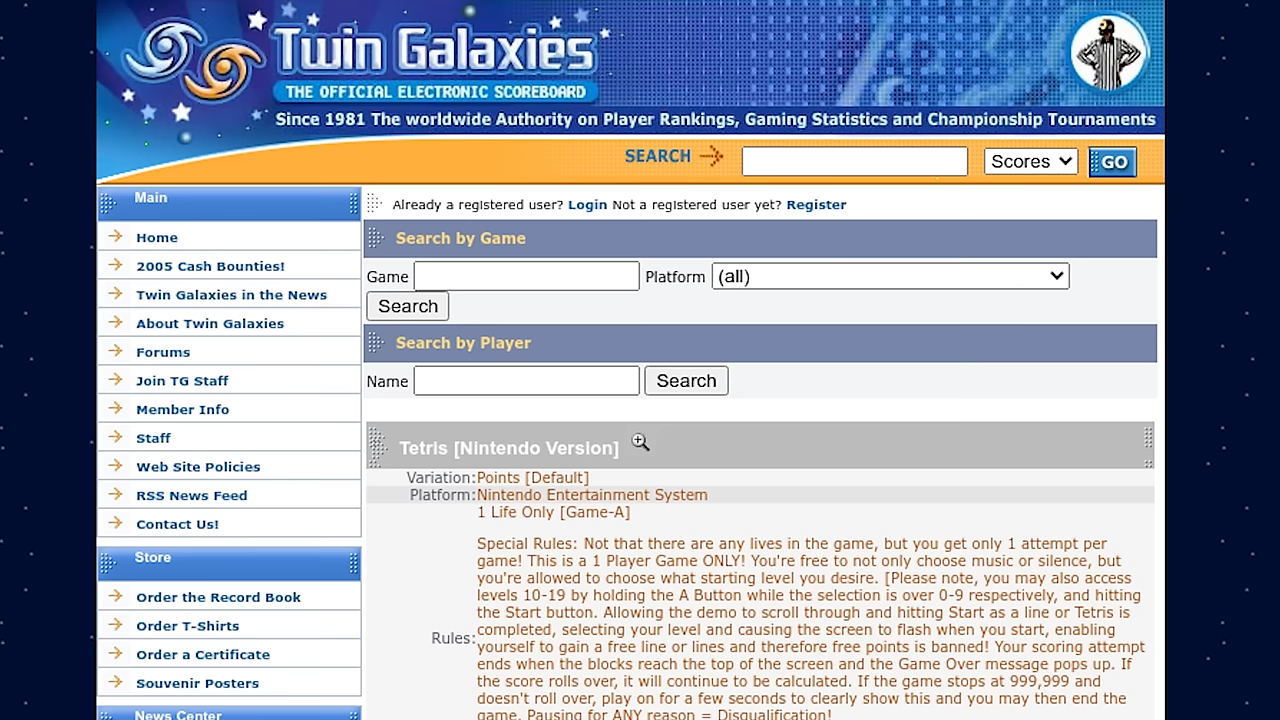 Twin Galaxies
THE OFFICIAL ELECTRONIC SCOREBOARD
Since 1981 The worldwide Authority on Player Rankings, Gaming Statistics and Championship Tournaments
SEARCH
Scores
GO
Main
Home
2005 Cash Bounties!
Twin Galaxies in the News
About Twin Galaxies
Forums
Join TG Staff
Member Info
Staff
Web Site Policies
RSS News Feed
Contact Us!
Store
Order the Record Book
Order T-Shirts
Order a Certificate
Souvenir Posters
News Center
Already a registered user? Login Not a registered user yet? Register
Search by Game
Game
Platform
(all)
Search
Search by Player
Name
Search
Tetris [Nintendo Version]
Variation: Points [Default]
Platform: Nintendo Entertainment System
1 Life Only [Game-A]
Rules:
Special Rules: Not that there are any lives in the game, but you get only 1 attempt per
game! This is a 1 Player Game ONLY! You're free to not only choose music or silence, but
you're allowed to choose what starting level you desire. [Please note, you may also access
levels 10-19 by holding the A Button while the selection is over 0-9 respectively, and hitting
the Start button. Allowing the demo to scroll through and hitting Start as a line or Tetris is
completed, selecting your level and causing the screen to flash when you start, enabling
yourself to gain a free line or lines and therefore free points is banned! Your scoring attempt
ends when the blocks reach the top of the screen and the Game Over message pops up. If
the score rolls over, it will continue to be calculated. If the game stops at 999,999 and
doesn't roll over, play on for a few seconds to clearly show this and you may then end the
game. Pausing for ANY reason = Disqualification!